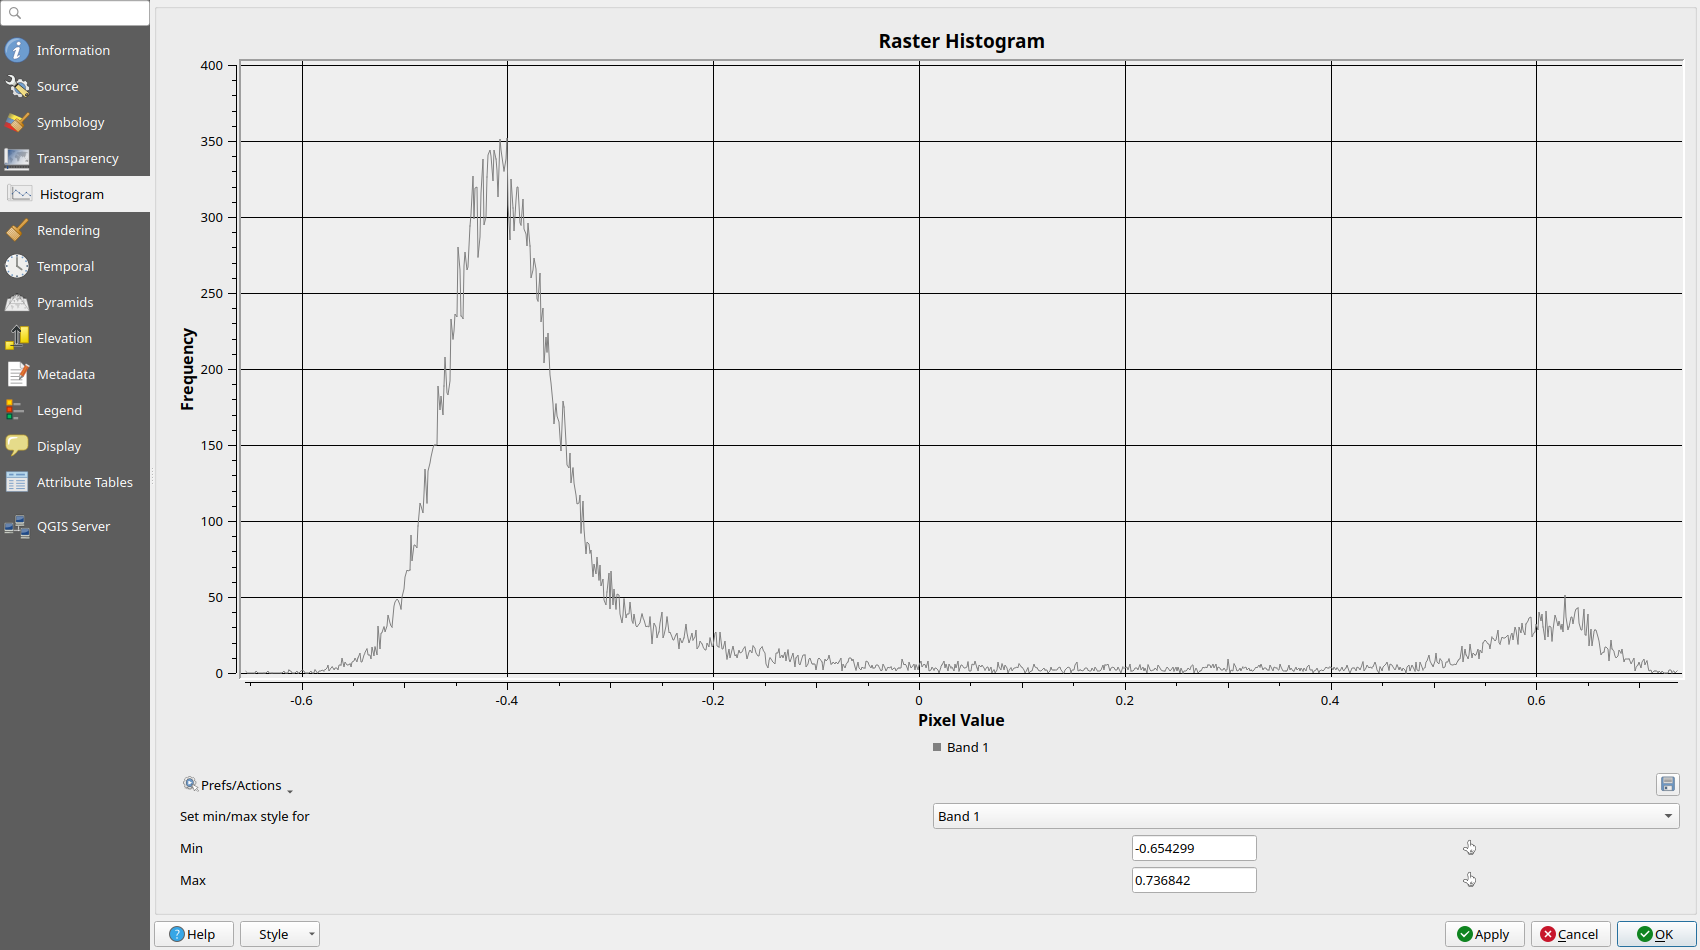 Information
Source
Symbology
Transparency
Histogram
Rendering
Temporal
Pyramids
Elevation
Metadata
Legend
Display
Attribute Tables
QGIS Server
Raster Histogram
400
350
300
250
200
150
100
50
0
Frequency
-0.6 -0.4 -0.2 0 0.2 0.4 0.6
Pixel Value
Band 1
Prefs/Actions
Set min/max style for Band 1
Min -0.654299
Max 0.736842
Help Style Apply Cancel OK